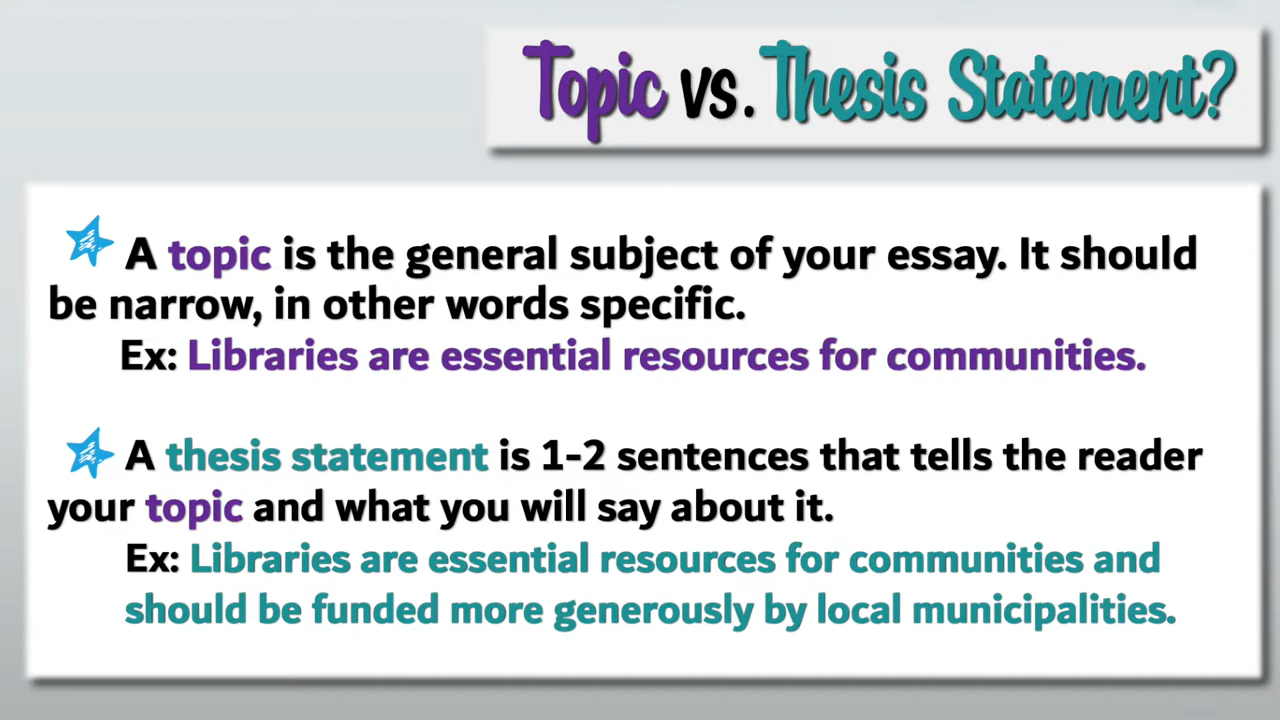 Topic vs. Thesis Statement?
A topic is the general subject of your essay. It should
be narrow, in other words specific.
Ex: Libraries are essential resources for communities.
A thesis statement is 1-2 sentences that tells the reader
your topic and what you will say about it.
Ex: Libraries are essential resources for communities and
should be funded more generously by local municipalities.